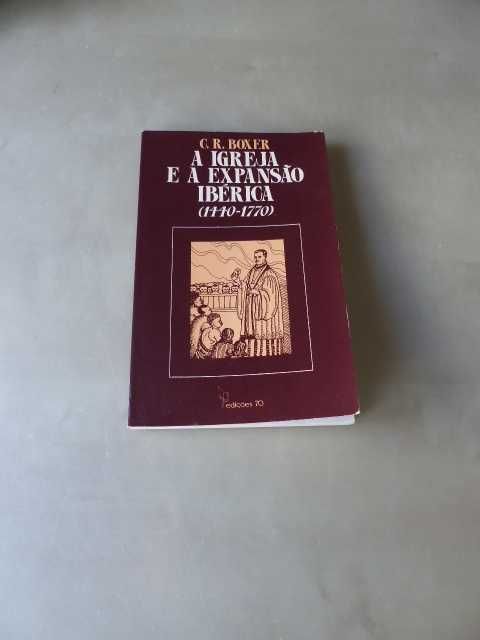 C. R. BOXER
A IGREJA
E A EXPANSÃO
IBÉRICA
(1440-1770)
edições 70